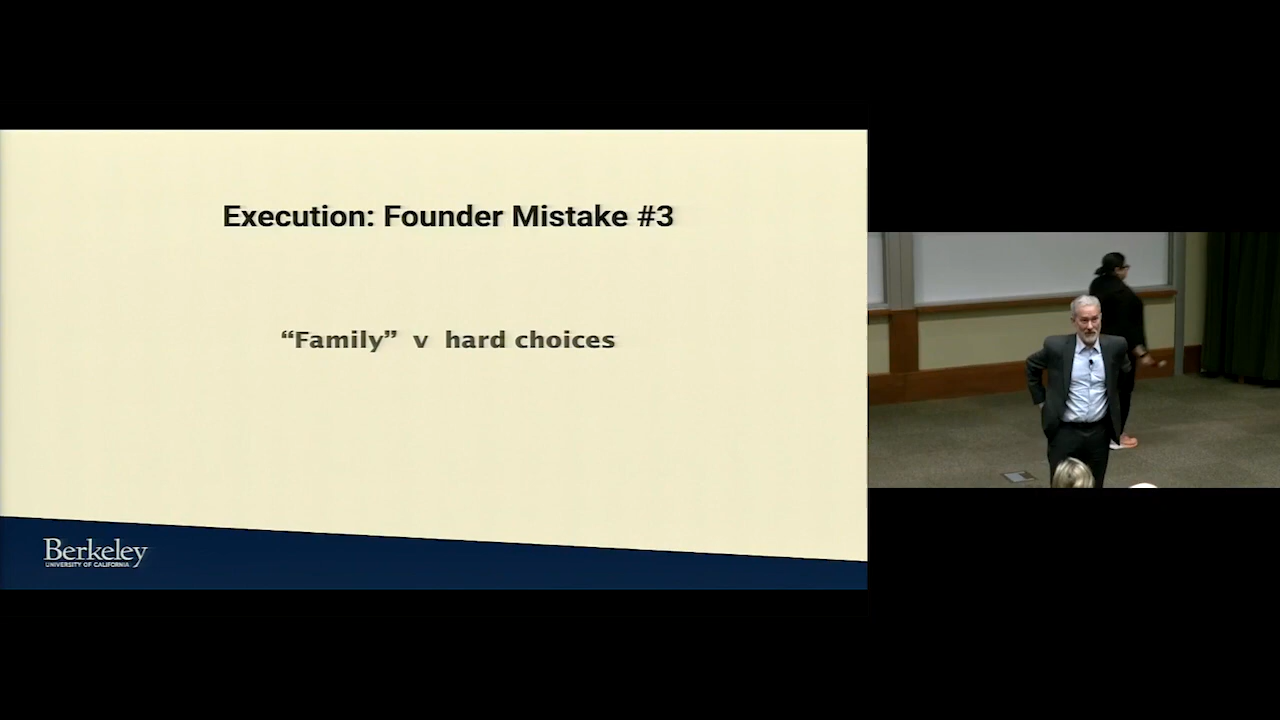 Execution: Founder Mistake #3
“Family” v hard choices
Berkeley
UNIVERSITY OF CALIFORNIA